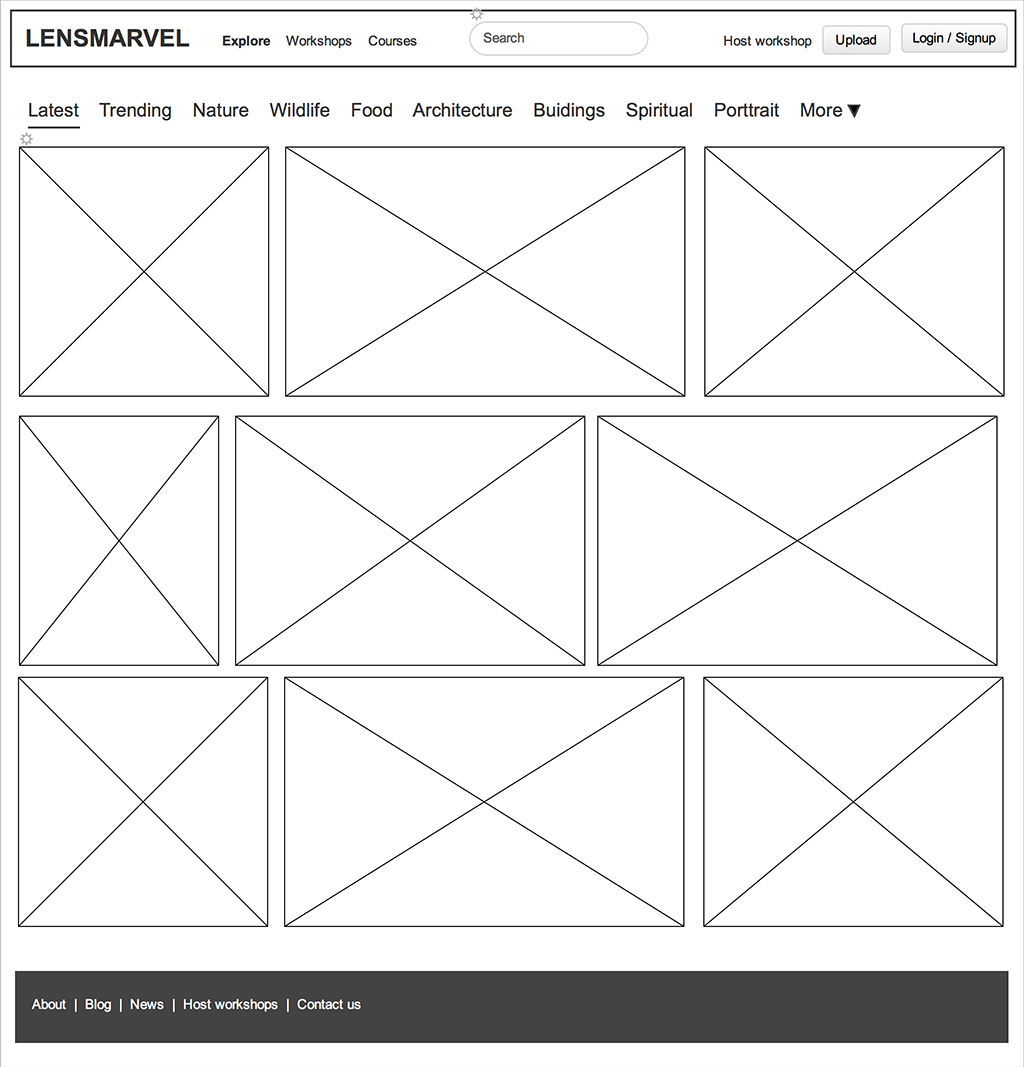 LENSMARVEL Explore Workshops Courses Search Host workshop Upload Login / Signup
Latest Trending Nature Wildlife Food Architecture Buidings Spiritual Porttrait More ▼
About | Blog | News | Host workshops | Contact us